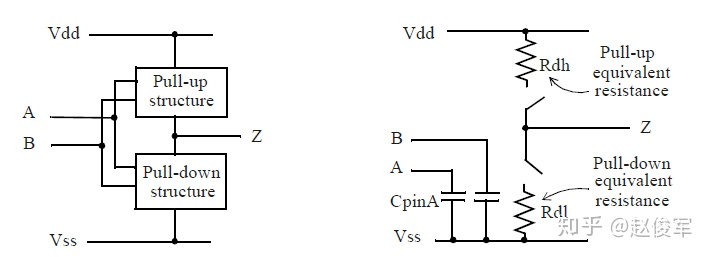 Vdd
Pull-up
structure
A
B
Z
Pull-down
structure
Vss
Vdd
Rdh
Pull-up
equivalent
resistance
B
Z
A
CpinA
Pull-down
equivalent
resistance
Rdl
Vss
知乎 @赵俊军